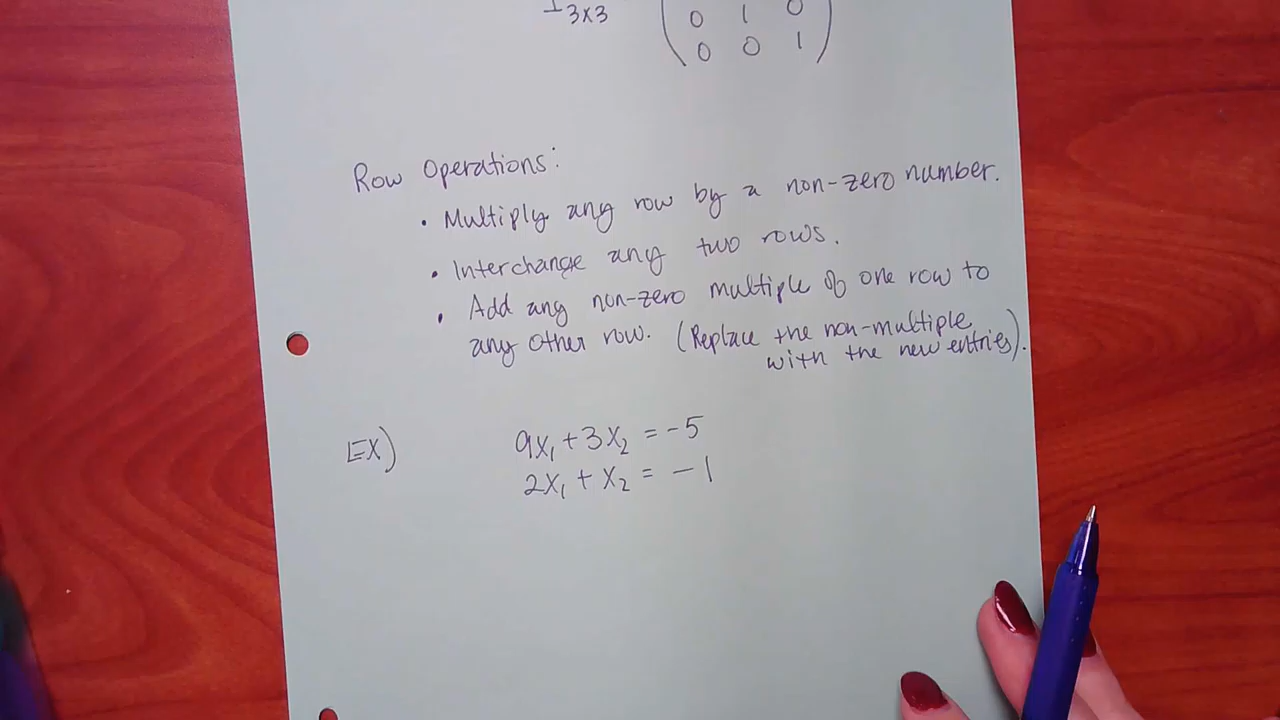 I3x3
0 1 0
0 0 1
Row Operations:
• Multiply any row by a non-zero number.
• Interchange any two rows.
• Add any non-zero multiple of one row to
any other row. (Replace the non-multiple
with the new entries).
EX) 9x₁ + 3x₂ = -5
2x₁ + x₂ = -1